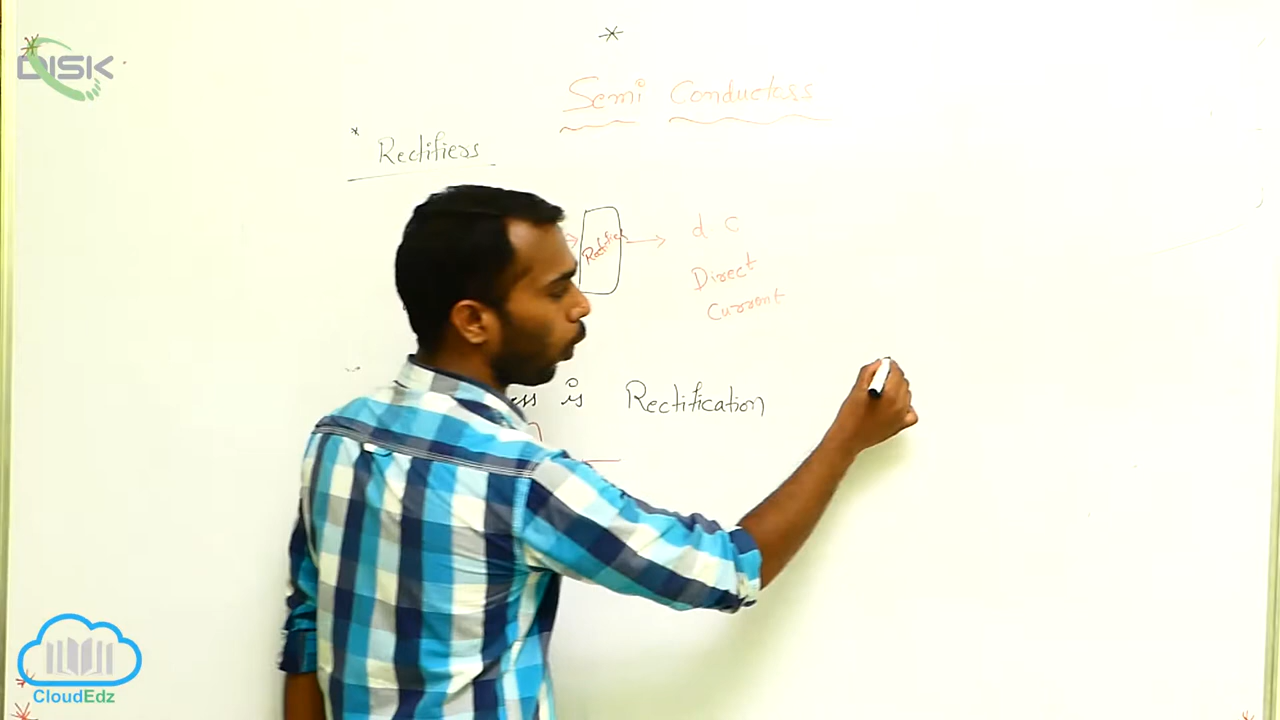 DISK
Semi Conductors
* Rectifiers
Rectifier → d C
Direct
Current
is Rectification
CloudEdz